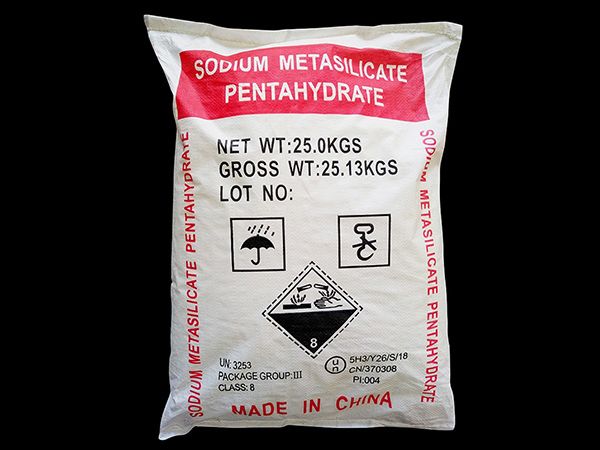 SODIUM METASILICATE
PENTAHYDRATE
NET WT:25.0KGS
GROSS WT:25.13KGS
LOT NO:
SODIUM METASILICATE PENTAHYDRATE
SODIUM METASILICATE PENTAHYDRATE
8
UN: 3253
PACKAGE GROUP:III
CLASS: 8
un
5H3/Y26/S/18
CN/370308
PI:004
MADE IN CHINA